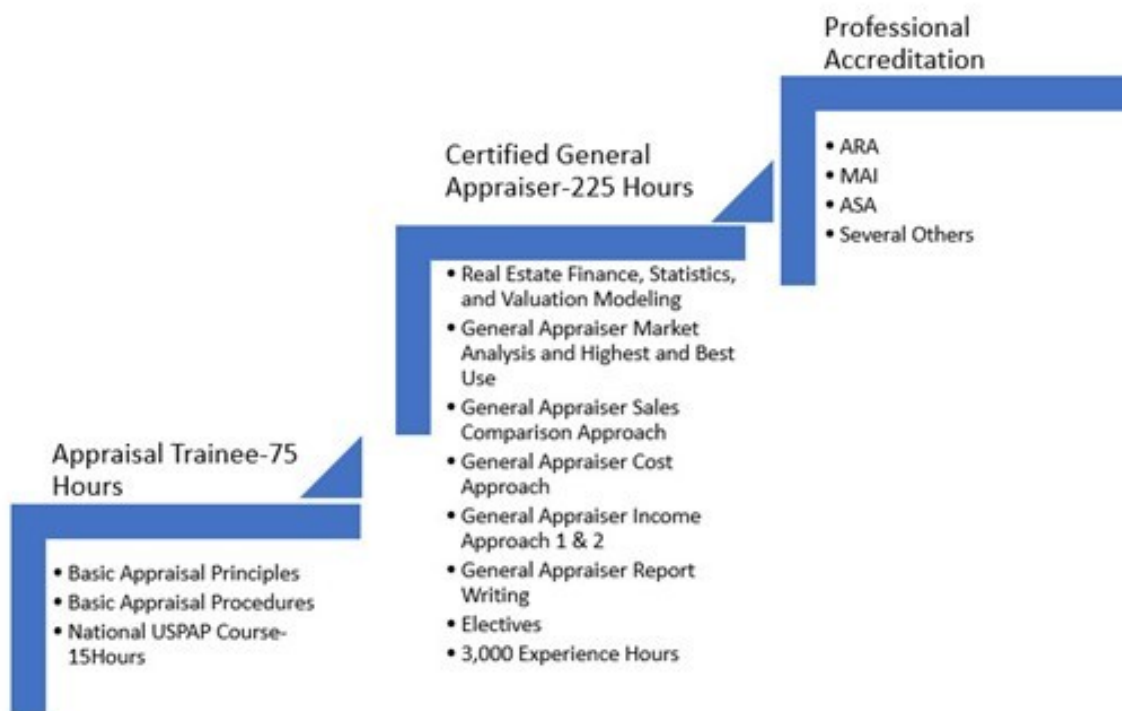 Appraisal Trainee-75
Hours
• Basic Appraisal Principles
• Basic Appraisal Procedures
• National USPAP Course-
15Hours
Certified General
Appraiser-225 Hours
• Real Estate Finance, Statistics,
and Valuation Modeling
• General Appraiser Market
Analysis and Highest and Best
Use
• General Appraiser Sales
Comparison Approach
• General Appraiser Cost
Approach
• General Appraiser Income
Approach 1 & 2
• General Appraiser Report
Writing
• Electives
• 3,000 Experience Hours
Professional
Accreditation
• ARA
• MAI
• ASA
• Several Others